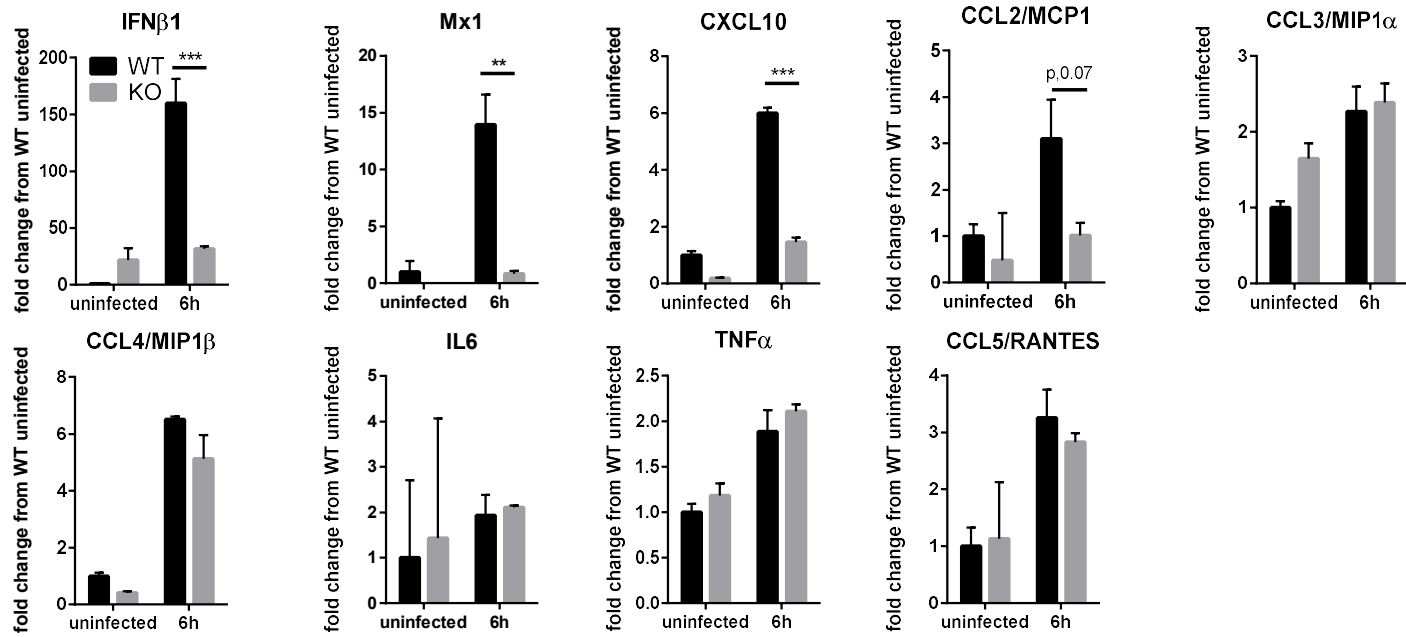 IFNβ1
fold change from WT uninfected
200
150
100
50
0
WT
KO
***
uninfected 6h
Mx1
fold change from WT uninfected
20
15
10
5
0
**
uninfected 6h
CXCL10
fold change from WT uninfected
8
6
4
2
0
***
uninfected 6h
CCL2/MCP1
fold change from WT uninfected
5
4
3
2
1
0
p,0.07
uninfected 6h
CCL3/MIP1α
fold change from WT uninfected
3
2
1
0
uninfected 6h
CCL4/MIP1β
fold change from WT uninfected
8
6
4
2
0
uninfected 6h
IL6
fold change from WT uninfected
5
4
3
2
1
0
uninfected 6h
TNFα
fold change from WT uninfected
2.5
2.0
1.5
1.0
0.5
0.0
uninfected 6h
CCL5/RANTES
fold change from WT uninfected
4
3
2
1
0
uninfected 6h